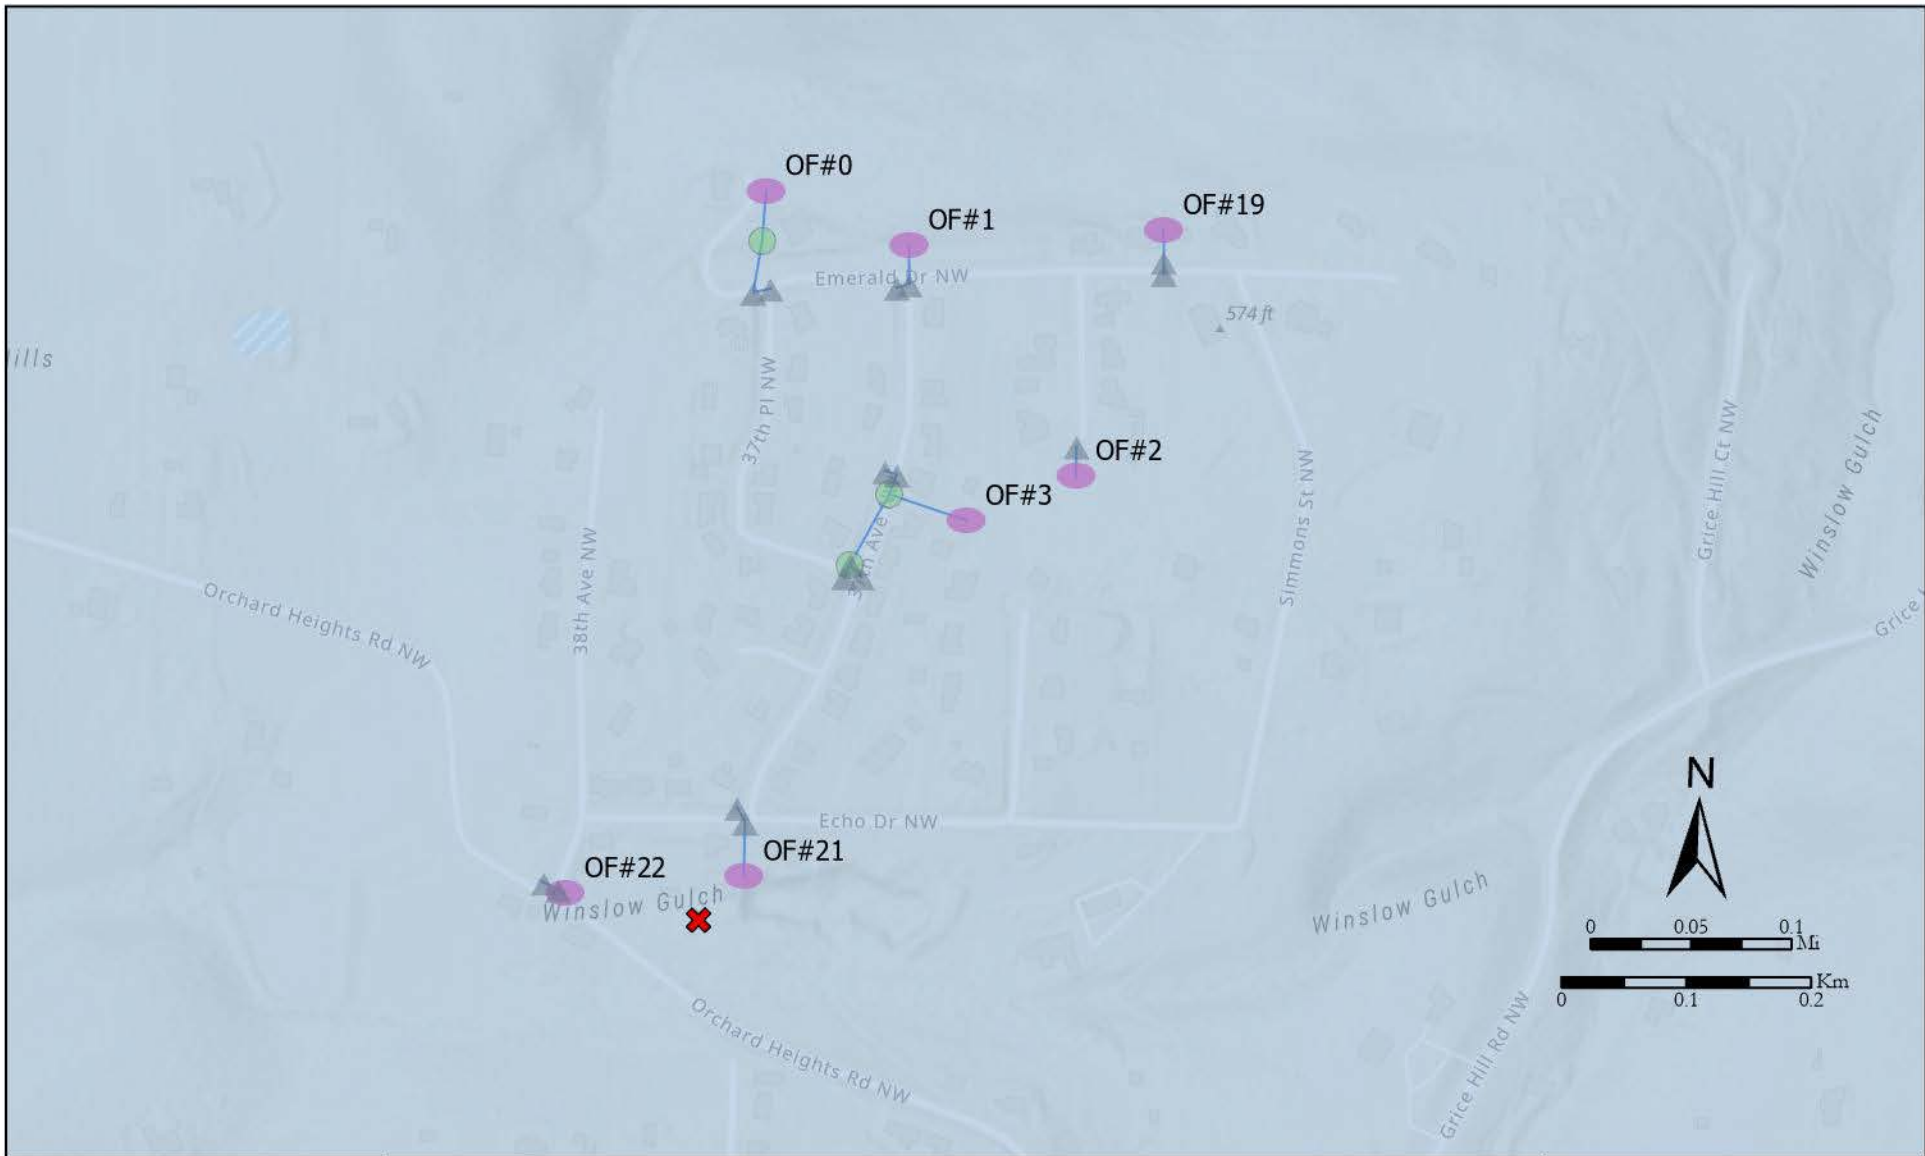 OF#0
OF#19
OF#1
Emerald Dr NW
574 ft
ills
37th Pl NW
OF#2
OF#3
Grice Hill Ct NW
Winslow Gulch
Simmons St NW
38th Ave NW
Ave
Orchard Heights Rd NW
Grice
N
Echo Dr NW
OF#21
OF#22
Winslow Gulch
Winslow Gulch
0 0.05 0.1
Mi
Km
0 0.1 0.2
Orchard Heights Rd NW
Grice Hill Rd NW